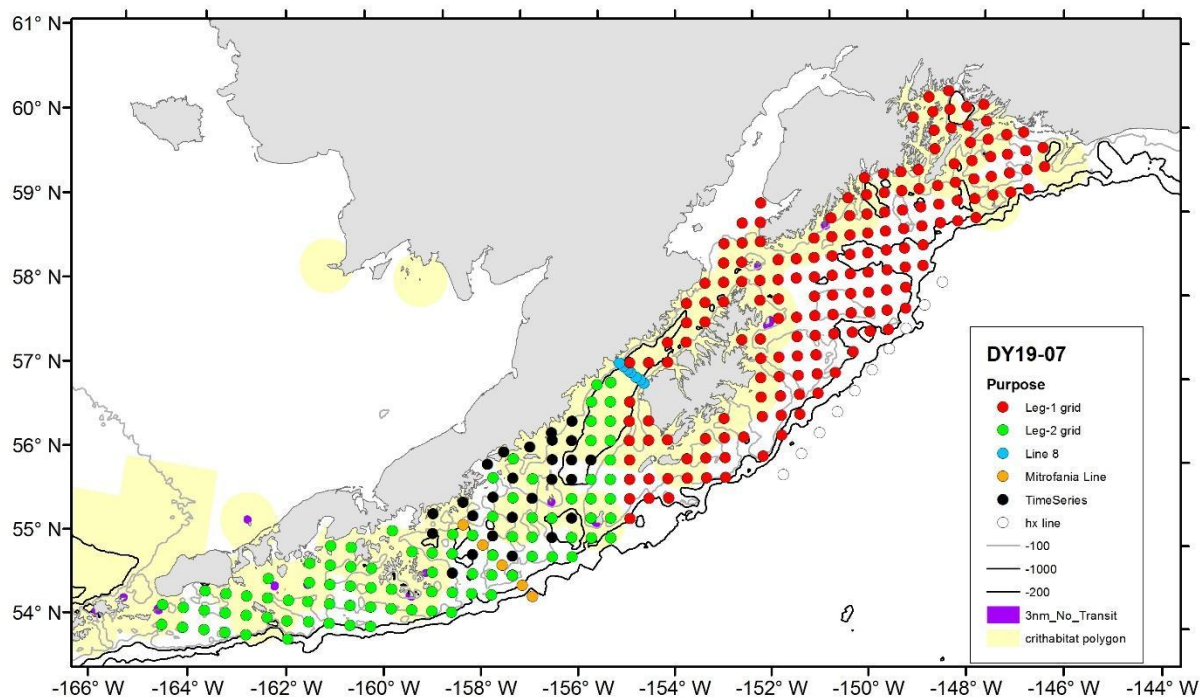 61° N
60° N
59° N
58° N
57° N
56° N
55° N
54° N
DY19-07
Purpose
Leg-1 grid
Leg-2 grid
Line 8
Mitrofania Line
TimeSeries
hx line
-100
-1000
-200
3nm_No_Transit
crithabitat polygon
-166° W -164° W -162° W -160° W -158° W -156° W -154° W -152° W -150° W -148° W -146° W -144° W